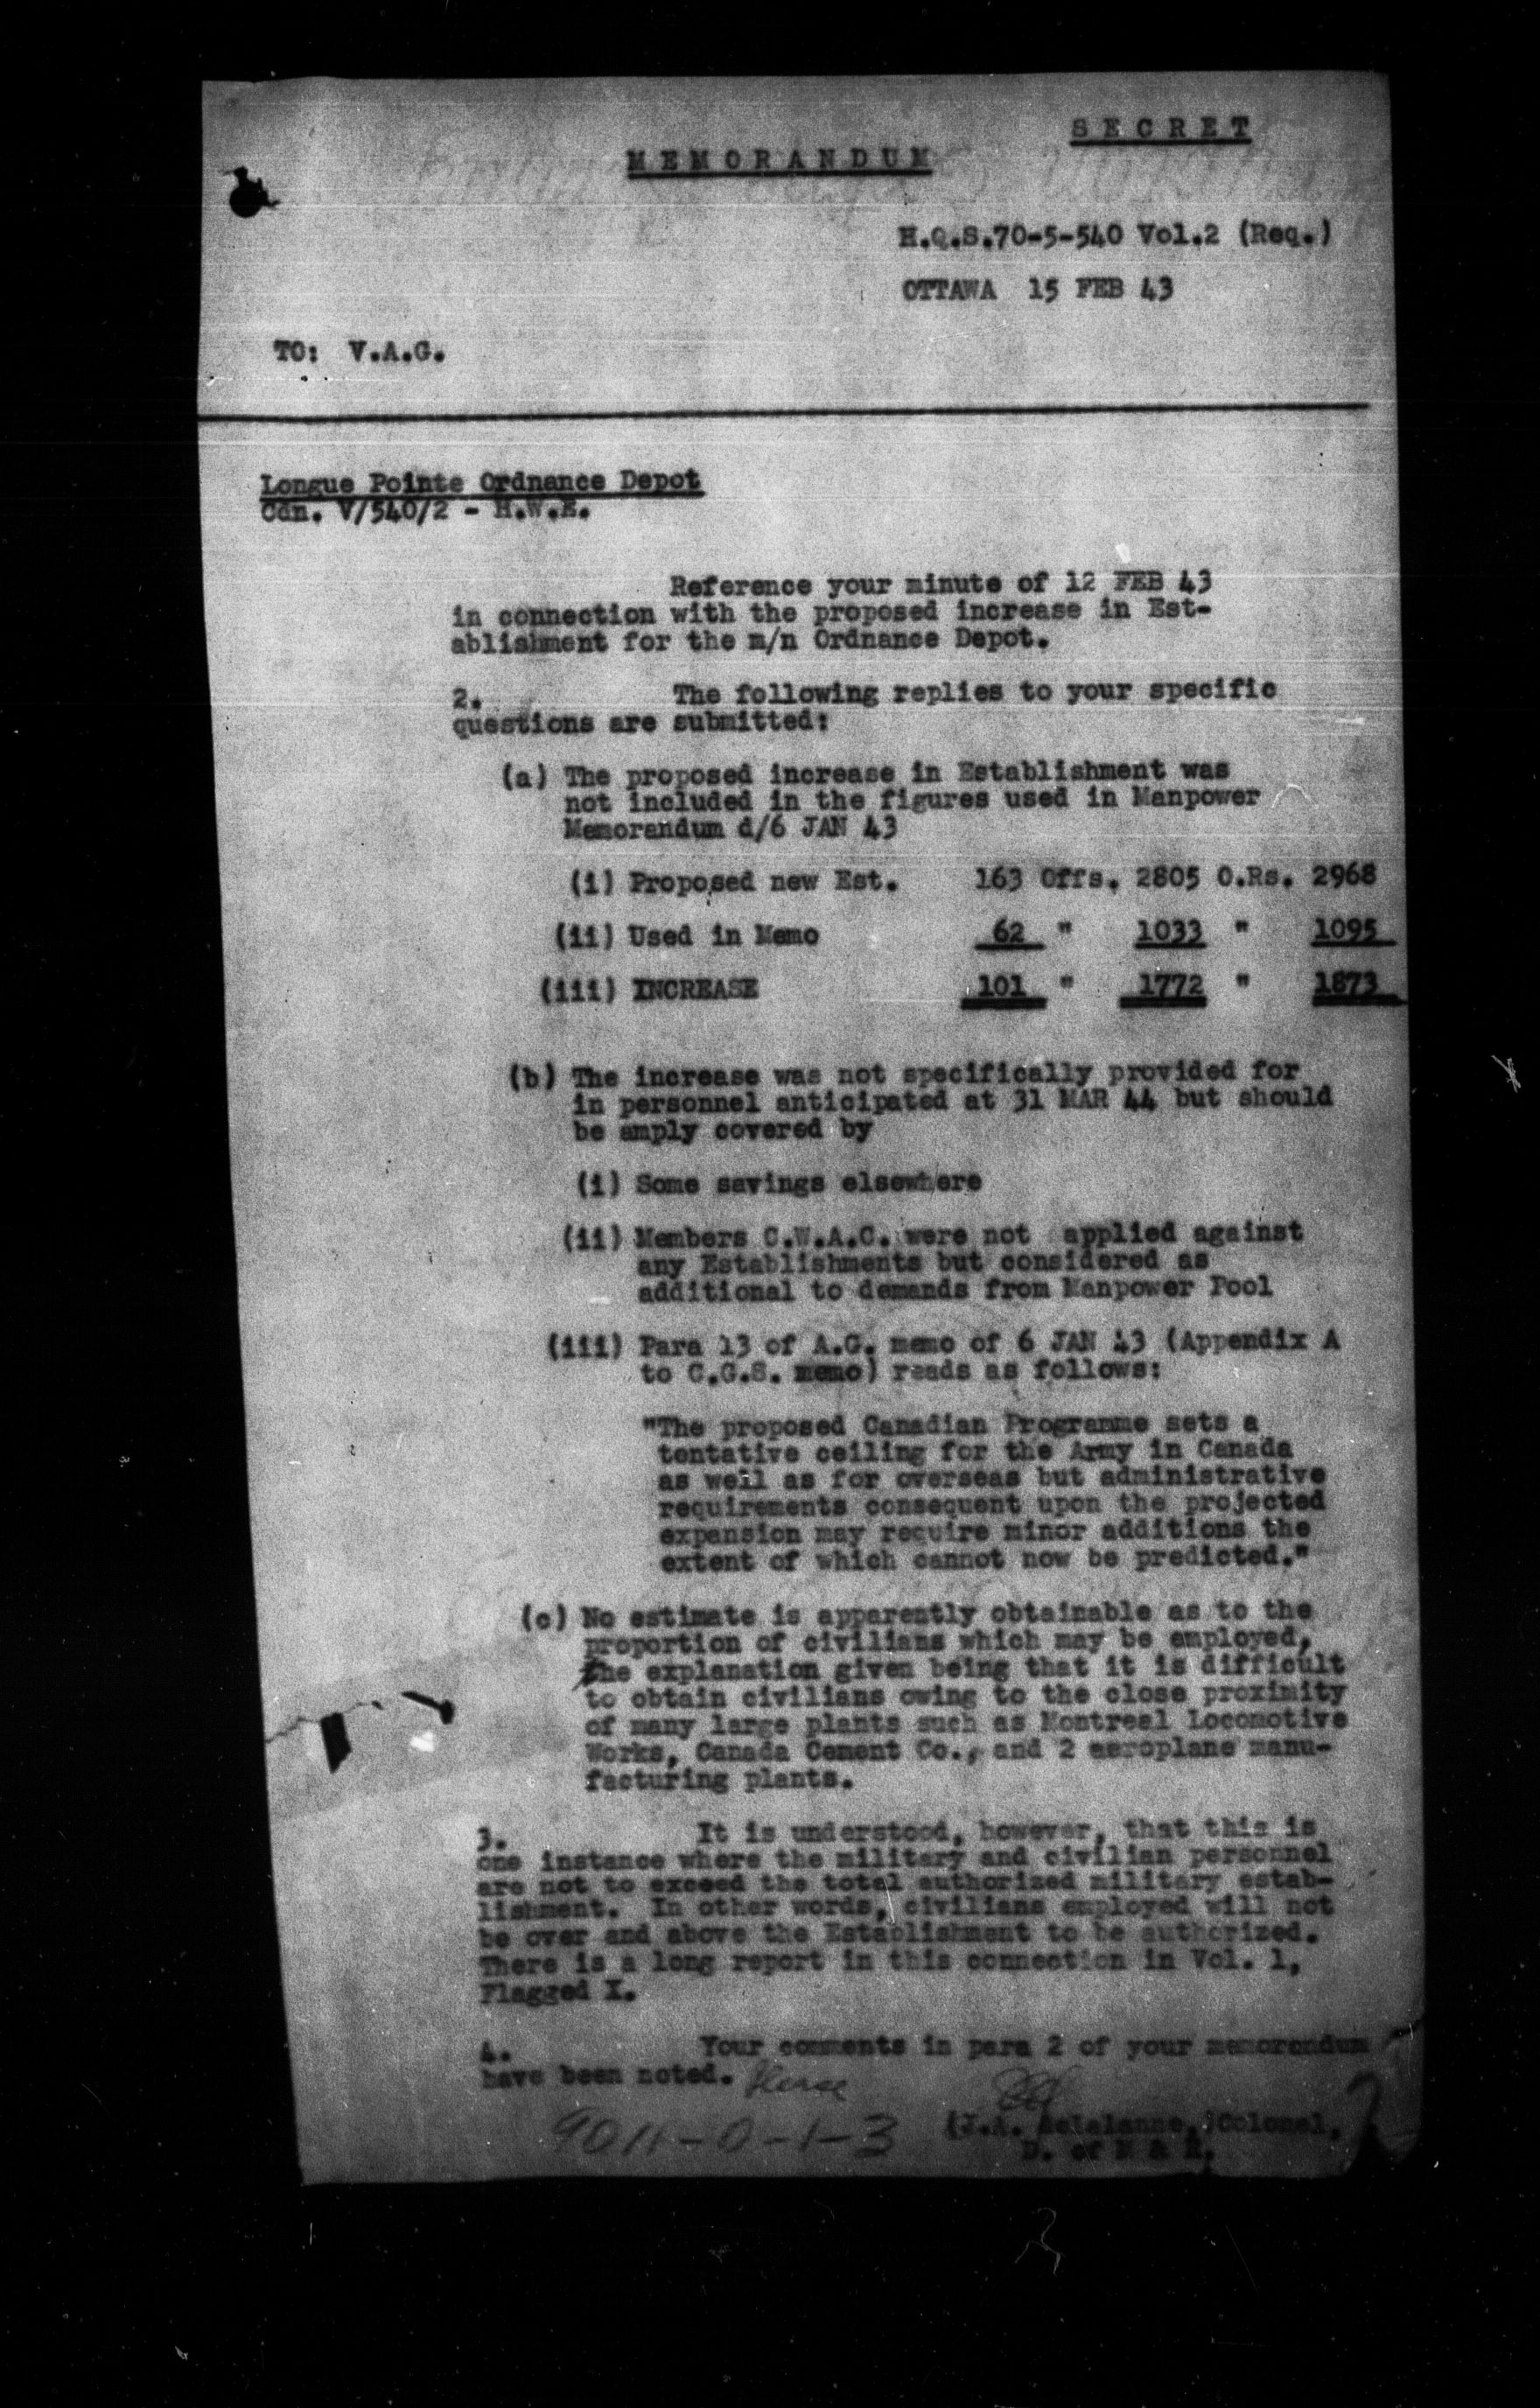 SECRET
MEMORANDUM
H.Q.S.70-5-540 Vol.2 (Req.)
OTTAWA 15 FEB 43
TO: V.A.G.
Longue Pointe Ordnance Depot
Cdn. V/540/2 - H.W.E.
Reference your minute of 12 FEB 43
in connection with the proposed increase in Est-
ablishment for the m/n Ordnance Depot.
2. The following replies to your specific
questions are submitted:
(a) The proposed increase in Establishment was
not included in the figures used in Manpower
Memorandum d/6 JAN 43
(i) Proposed new Est. 163 Offs. 2805 O.Rs. 2968
(ii) Used in Memo 62 " 1033 " 1095
(iii) INCREASE 101 " 1772 " 1873
(b) The increase was not specifically provided for
in personnel anticipated at 31 MAR 44 but should
be amply covered by
(i) Some savings elsewhere
(ii) Members C.W.A.C. were not applied against
any Establishments but considered as
additional to demands from Manpower Pool
(iii) Para 13 of A.G. memo of 6 JAN 43 (Appendix A
to C.G.S. memo) reads as follows:
"The proposed Canadian Programme sets a
tentative ceiling for the Army in Canada
as well as for overseas but administrative
requirements consequent upon the projected
expansion may require minor additions the
extent of which cannot now be predicted."
(c) No estimate is apparently obtainable as to the
proportion of civilians which may be employed,
the explanation given being that it is difficult
to obtain civilians owing to the close proximity
of many large plants such as Montreal Locomotive
Works, Canada Cement Co., and 2 aeroplane manu-
facturing plants.
3. It is understood, however, that this is
one instance where the military and civilian personnel
are not to exceed the total authorized military estab-
lishment. In other words, civilians employed will not
be over and above the Establishment to be authorized.
There is a long report in this connection in Vol. 1,
Flagged X.
4. Your comments in para 2 of your memorandum
have been noted.
(J.A. Colonel,
D. of